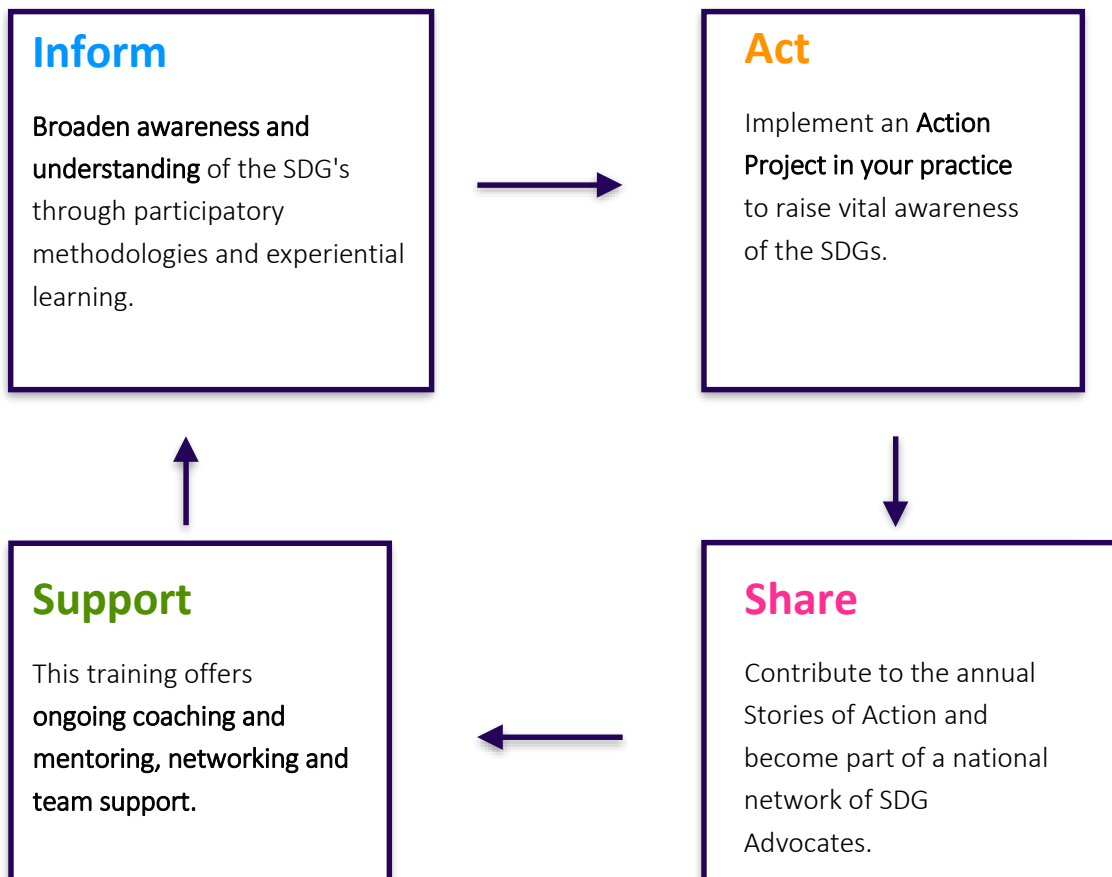 Inform
Broaden awareness and
understanding of the SDG's
through participatory
methodologies and experiential
learning.
Act
Implement an Action
Project in your practice
to raise vital awareness
of the SDGs.
Support
This training offers
ongoing coaching and
mentoring, networking and
team support.
Share
Contribute to the annual
Stories of Action and
become part of a national
network of SDG
Advocates.